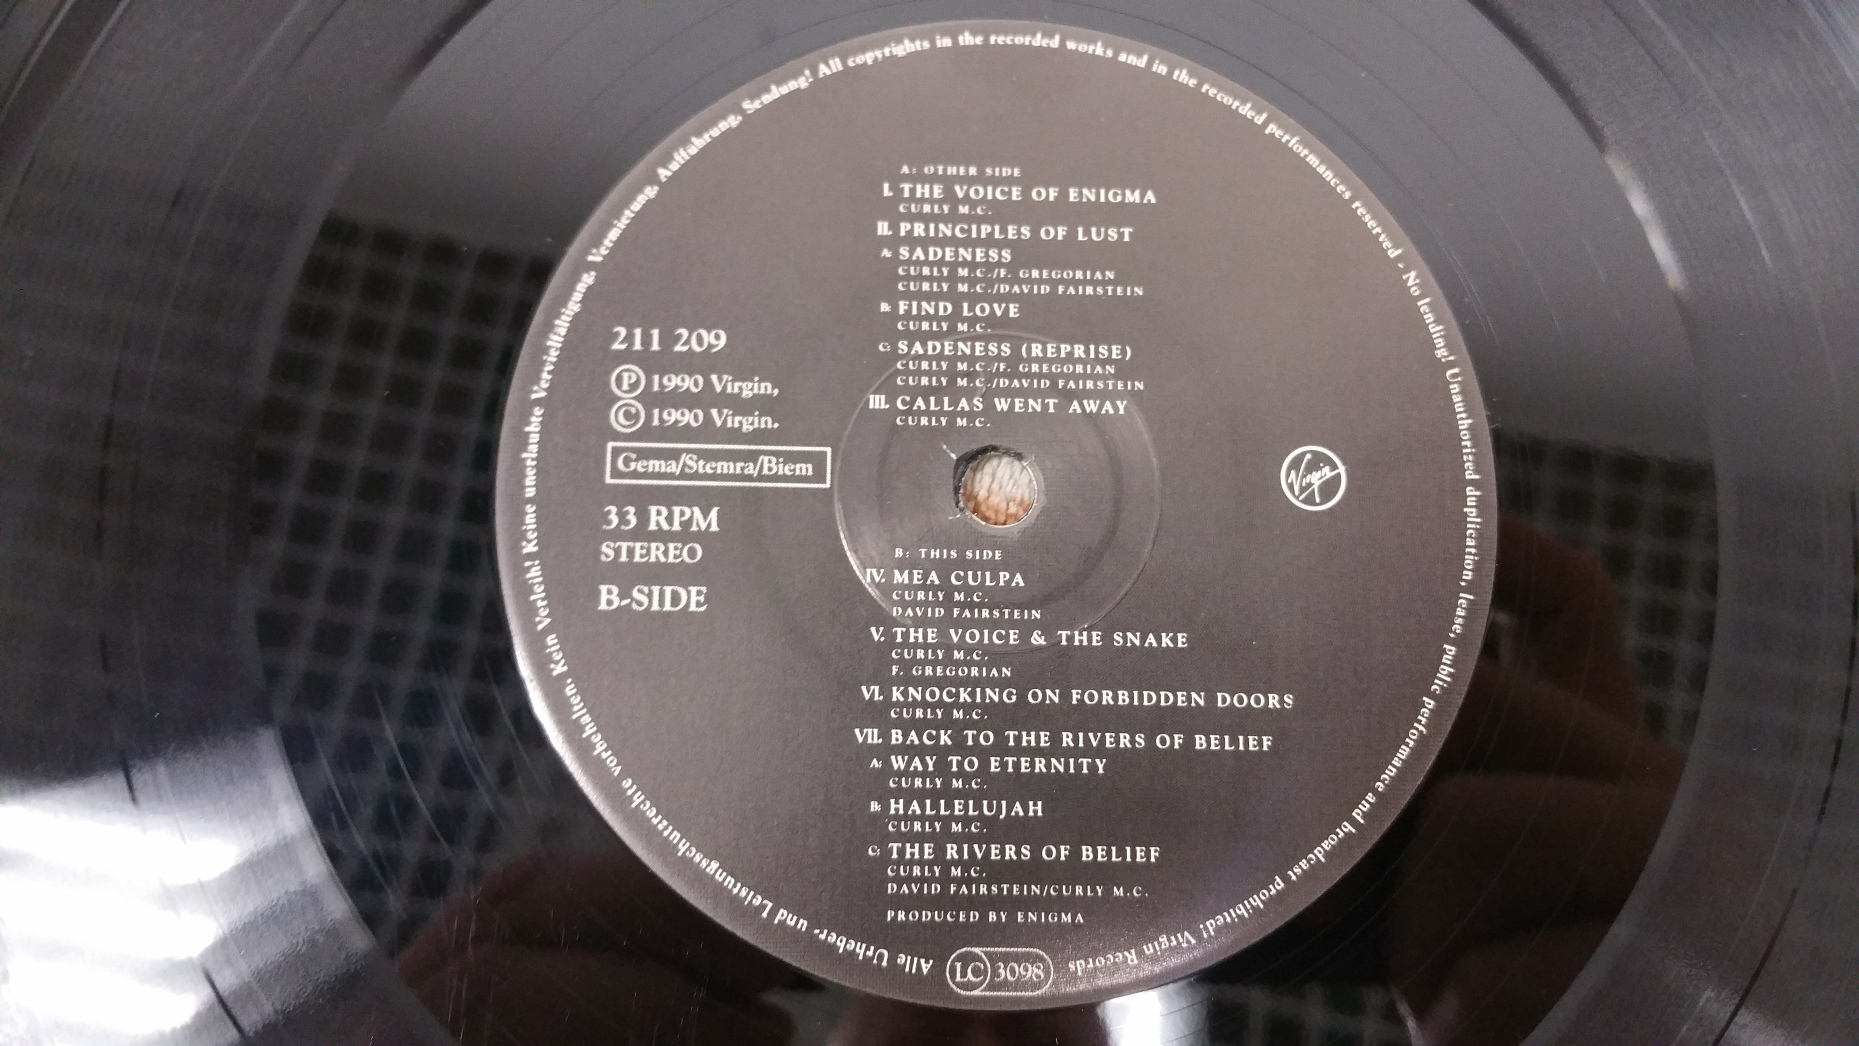 Alle Urheber- und Leistungsschutzrechte vorbehalten. Kein Verleih! Keine unerlaubte Vervielfältigung, Vermietung, Aufführung, Sendung! All copyrights in the recorded works and in the recorded performances reserved - No lending! Unauthorized duplication, lease, public performance and broadcast prohibited! Virgin Records
211 209
Ⓟ 1990 Virgin,
© 1990 Virgin.
Gema/Stemra/Biem
33 RPM
STEREO
B-SIDE
A: OTHER SIDE
I. THE VOICE OF ENIGMA
CURLY M.C.
II. PRINCIPLES OF LUST
A: SADENESS
CURLY M.C./F. GREGORIAN
CURLY M.C./DAVID FAIRSTEIN
B: FIND LOVE
CURLY M.C.
C: SADENESS (REPRISE)
CURLY M.C./F. GREGORIAN
CURLY M.C./DAVID FAIRSTEIN
III. CALLAS WENT AWAY
CURLY M.C.
Virgin
B: THIS SIDE
IV. MEA CULPA
CURLY M.C.
DAVID FAIRSTEIN
V. THE VOICE & THE SNAKE
CURLY M.C.
F. GREGORIAN
VI. KNOCKING ON FORBIDDEN DOORS
CURLY M.C.
VII. BACK TO THE RIVERS OF BELIEF
A: WAY TO ETERNITY
CURLY M.C.
B: HALLELUJAH
CURLY M.C.
C: THE RIVERS OF BELIEF
CURLY M.C.
DAVID FAIRSTEIN/CURLY M.C.
PRODUCED BY ENIGMA
LC 3098